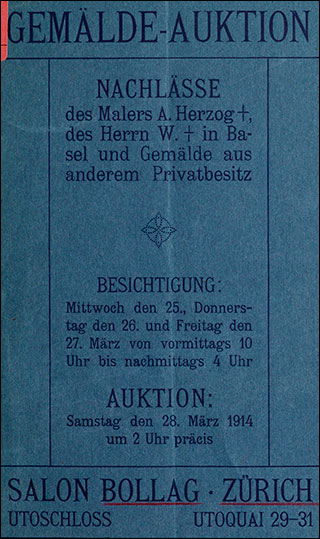 GEMÄLDE-AUKTION
NACHLÄSSE
des Malers A. Herzog †,
des Herrn W. † in Ba-
sel und Gemälde aus
anderem Privatbesitz
BESICHTIGUNG:
Mittwoch den 25., Donners-
tag den 26. und Freitag den
27. März von vormittags 10
Uhr bis nachmittags 4 Uhr
AUKTION:
Samstag den 28. März 1914
um 2 Uhr präcis
SALON BOLLAG · ZÜRICH
UTOSCHLOSS UTOQUAI 29-31